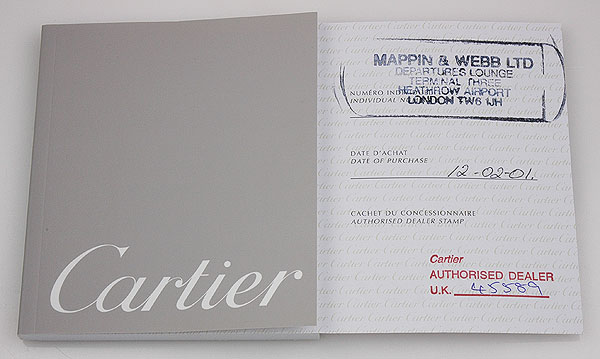 Cartier
MAPPIN & WEBB LTD
DEPARTURES LOUNGE
TERMINAL THREE
HEATHROW AIRPORT
LONDON TW6 1JH
NUMÉRO
INDIVIDUAL
DATE D'ACHAT
DATE OF PURCHASE
12-02-01.
CACHET DU CONCESSIONNAIRE
AUTHORISED DEALER STAMP
Cartier
AUTHORISED DEALER
U.K. 45589